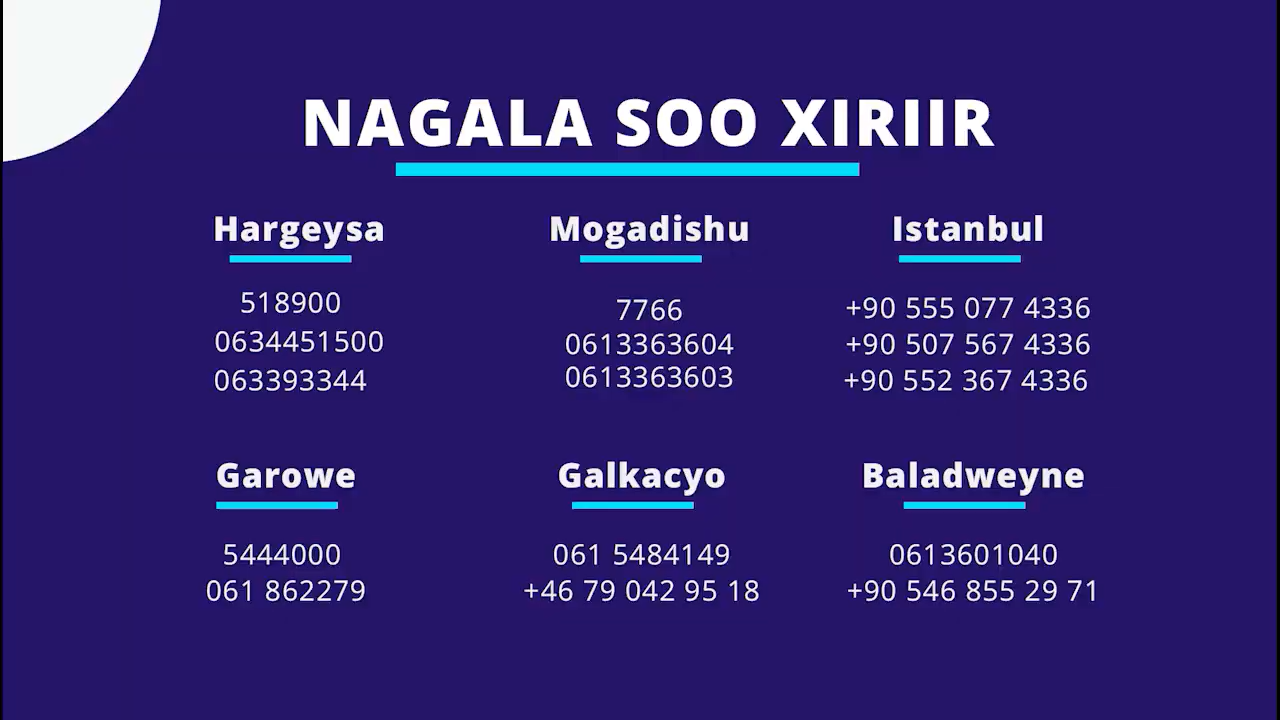 NAGALA SOO XIRIIR
Hargeysa
518900
0634451500
063393344
Mogadishu
7766
0613363604
0613363603
Istanbul
+90 555 077 4336
+90 507 567 4336
+90 552 367 4336
Garowe
5444000
061 862279
Galkacyo
061 5484149
+46 79 042 95 18
Baladweyne
0613601040
+90 546 855 29 71